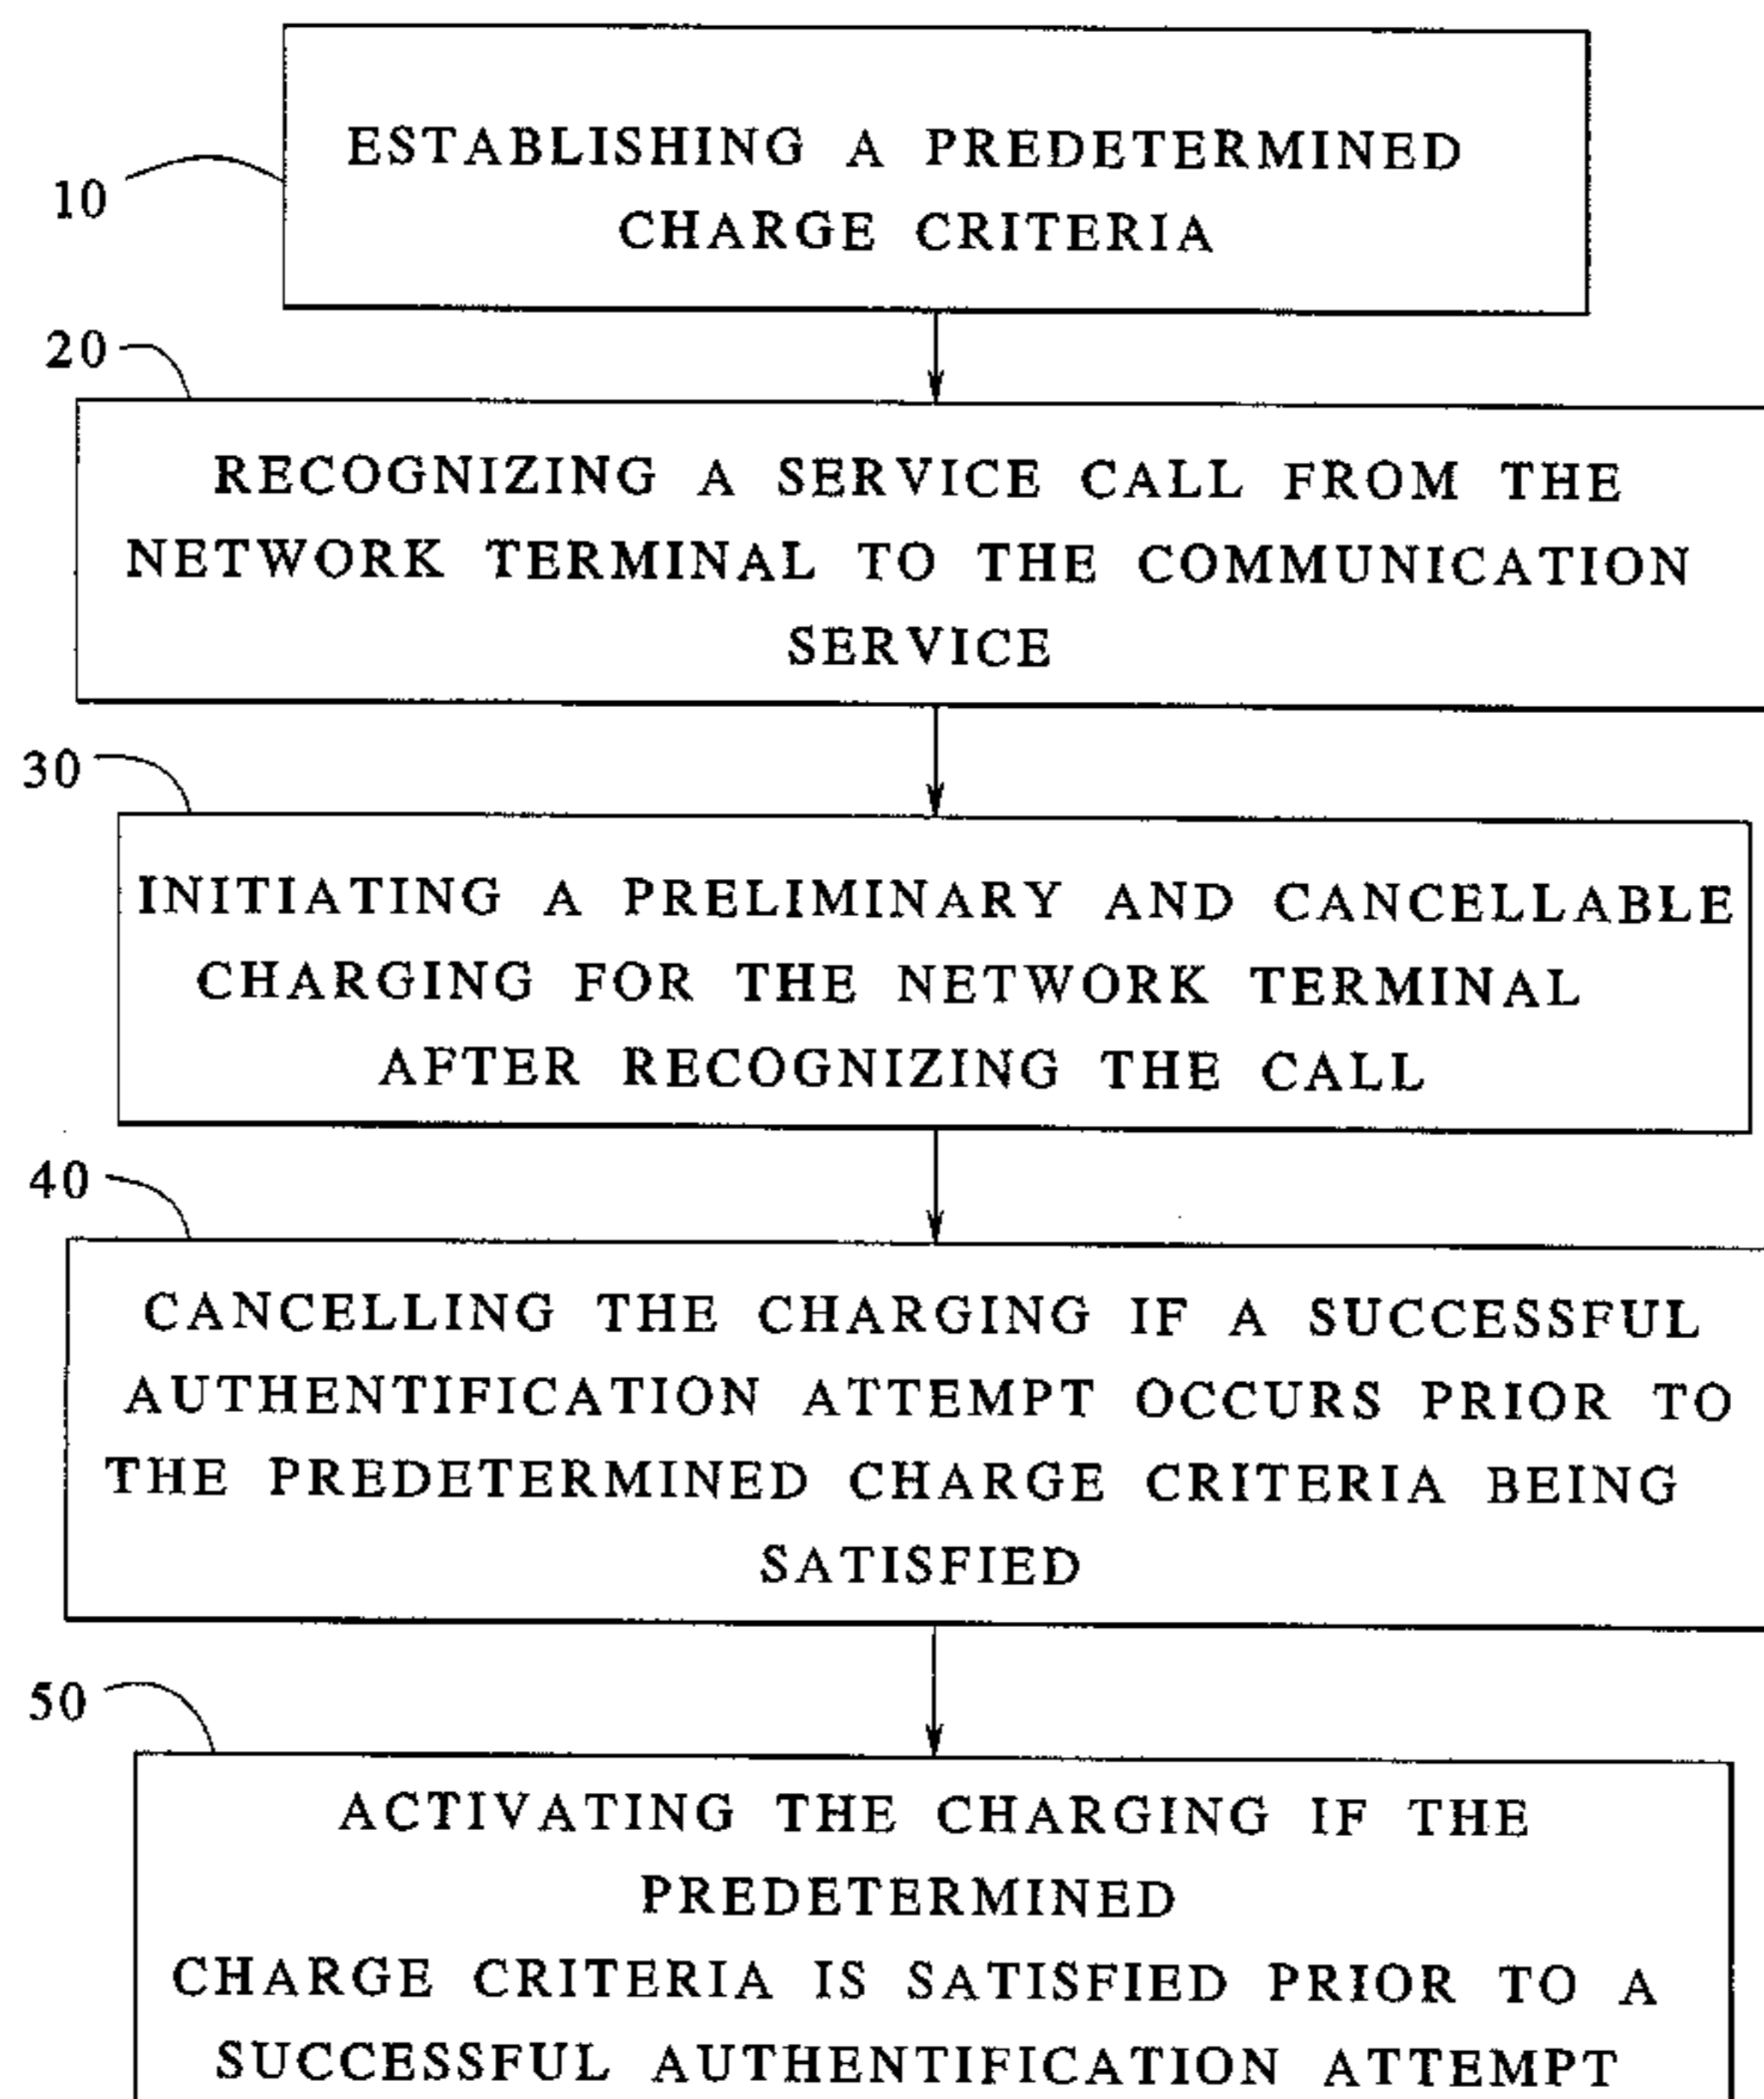 ESTABLISHING A PREDETERMINED
CHARGE CRITERIA
10
20
RECOGNIZING A SERVICE CALL FROM THE
NETWORK TERMINAL TO THE COMMUNICATION
SERVICE
30
INITIATING A PRELIMINARY AND CANCELLABLE
CHARGING FOR THE NETWORK TERMINAL
AFTER RECOGNIZING THE CALL
40
CANCELLING THE CHARGING IF A SUCCESSFUL
AUTHENTIFICATION ATTEMPT OCCURS PRIOR TO
THE PREDETERMINED CHARGE CRITERIA BEING
SATISFIED
50
ACTIVATING THE CHARGING IF THE
PREDETERMINED
CHARGE CRITERIA IS SATISFIED PRIOR TO A
SUCCESSFUL AUTHENTIFICATION ATTEMPT